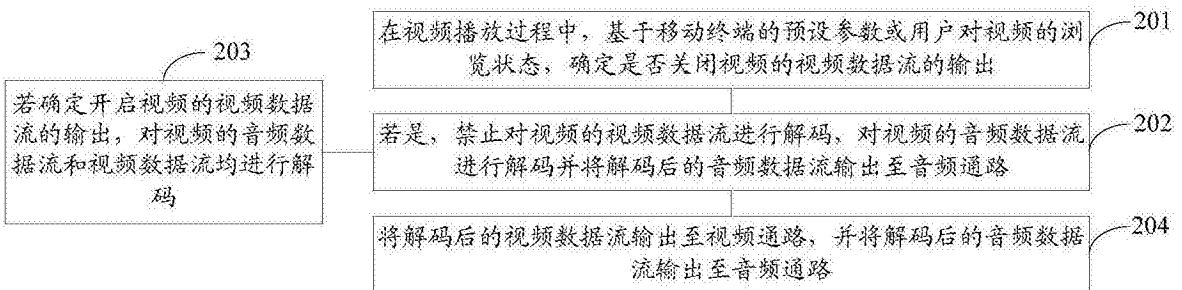 201
在视频播放过程中，基于移动终端的预设参数或用户对视频的浏
览状态，确定是否关闭视频的视频数据流的输出
203
若确定开启视频的视频数据
流的输出，对视频的音频数
据流和视频数据流均进行解
码
202
若是，禁止对视频的视频数据流进行解码，对视频的音频数据流
进行解码并将解码后的音频数据流输出至音频通路
204
将解码后的视频数据流输出至视频通路，并将解码后的音频数据
流输出至音频通路